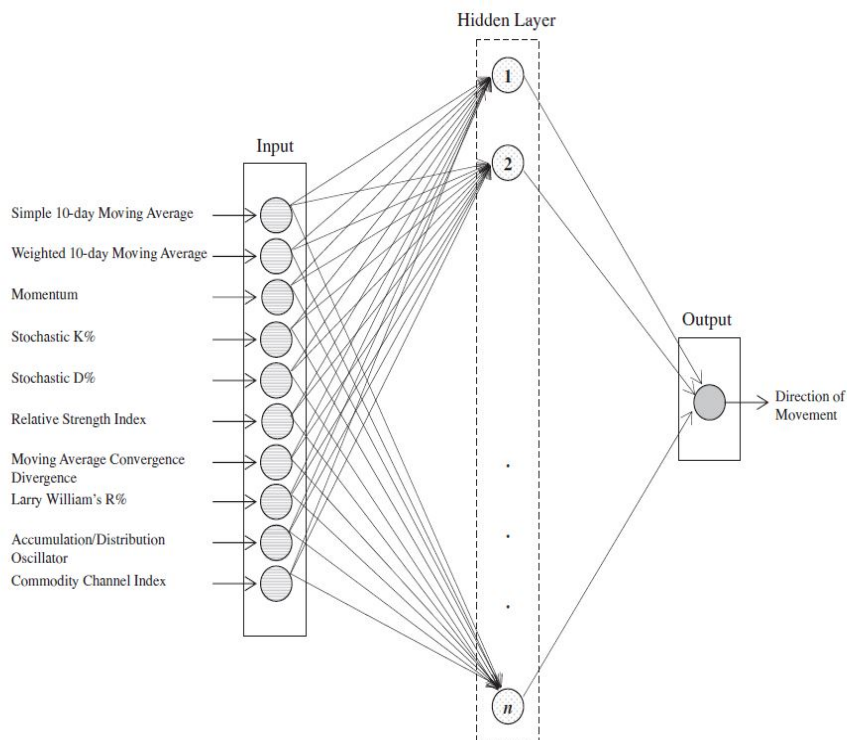 Hidden Layer
1
Input
2
Simple 10-day Moving Average
Weighted 10-day Moving Average
Momentum
Output
Stochastic K%
Stochastic D%
Direction of
Movement
Relative Strength Index
Moving Average Convergence
Divergence
Larry William's R%
Accumulation/Distribution
Oscillator
Commodity Channel Index
n